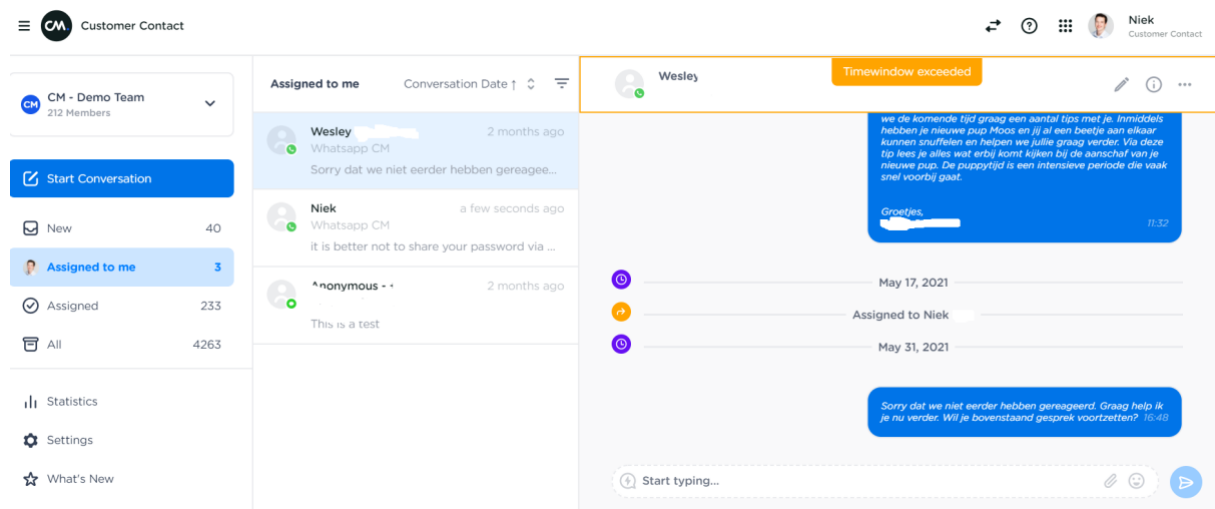 CM.
Customer Contact
Niek
Customer Contact
CM
CM - Demo Team
212 Members
Start Conversation
New 40
Assigned to me 3
Assigned 233
All 4263
Statistics
Settings
What's New
Assigned to me Conversation Date ↑
Wesley 2 months ago
Whatsapp CM
Sorry dat we niet eerder hebben gereagee...
Niek a few seconds ago
Whatsapp CM
it is better not to share your password via ...
Anonymous - 2 months ago
This is a test
Wesley
Timewindow exceeded
we de komende tijd graag een aantal tips met je. Inmiddels
hebben je nieuwe pup Moos en jij al een beetje aan elkaar
kunnen snuffelen en helpen we jullie graag verder. Via deze
tip lees je alles wat erbij komt kijken bij de aanschaf van je
nieuwe pup. De puppytijd is een intensieve periode die vaak
snel voorbij gaat.
Groetjes,
11:32
May 17, 2021
Assigned to Niek
May 31, 2021
Sorry dat we niet eerder hebben gereageerd. Graag help ik
je nu verder. Wil je bovenstaand gesprek voortzetten? 16:48
Start typing...